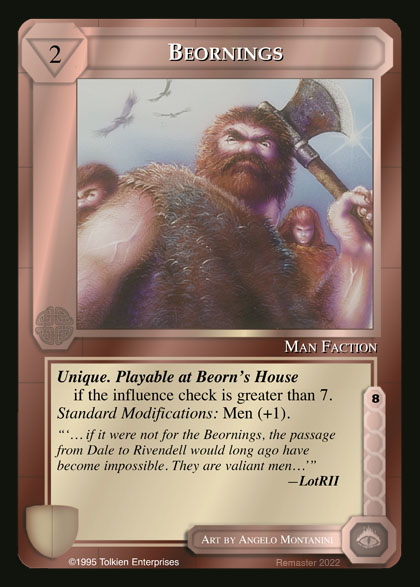 2
BEORNINGS
MAN FACTION
Unique. Playable at Beorn's House
if the influence check is greater than 7.
Standard Modifications: Men (+1).
"'… if it were not for the Beornings, the passage
from Dale to Rivendell would long ago have
become impossible. They are valiant men…'"
—LotRII
8
ART BY ANGELO MONTANINI
©1995 Tolkien Enterprises
Remaster 2022